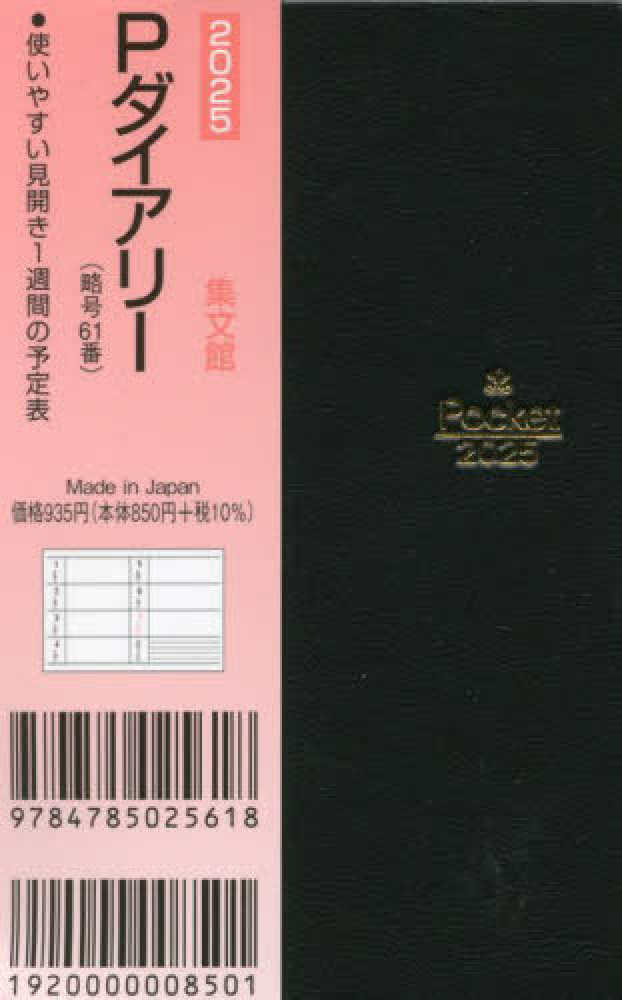 2025
Pダイアリー
(略号61番)
●使いやすい見開き1週間の予定表
集文館
Made in Japan
価格935円(本体850円+税10%)
9784785025618
1920000008501
Pocket
2025